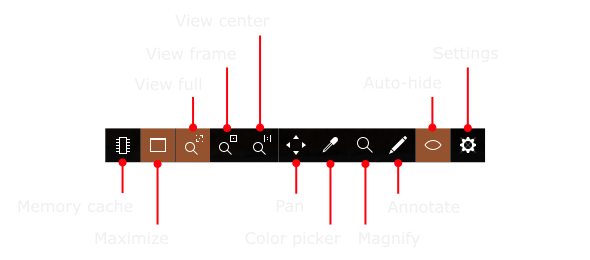 View center
View frame
Settings
View full
Auto-hide
Memory cache
Pan
Annotate
Maximize
Color picker
Magnify